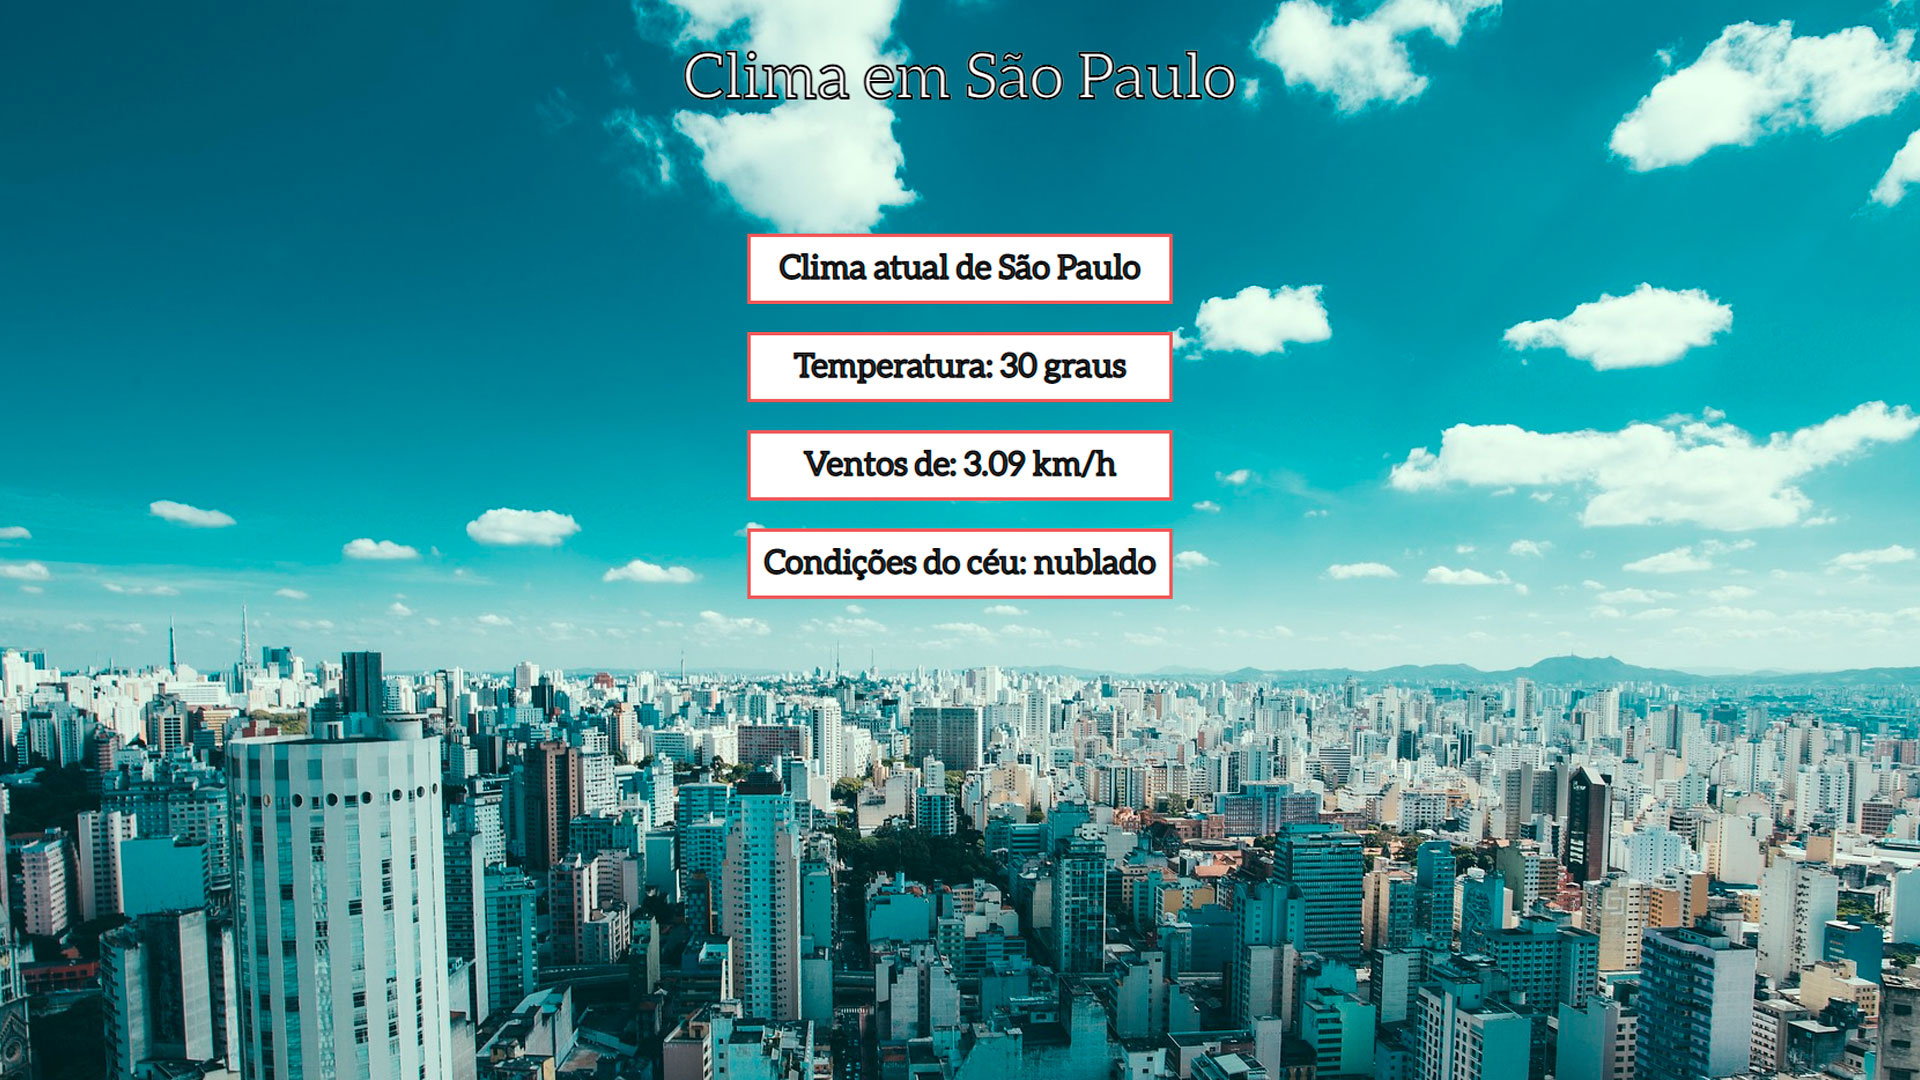 Clima em São Paulo
Clima atual de São Paulo
Temperatura: 30 graus
Ventos de: 3.09 km/h
Condições do céu: nublado